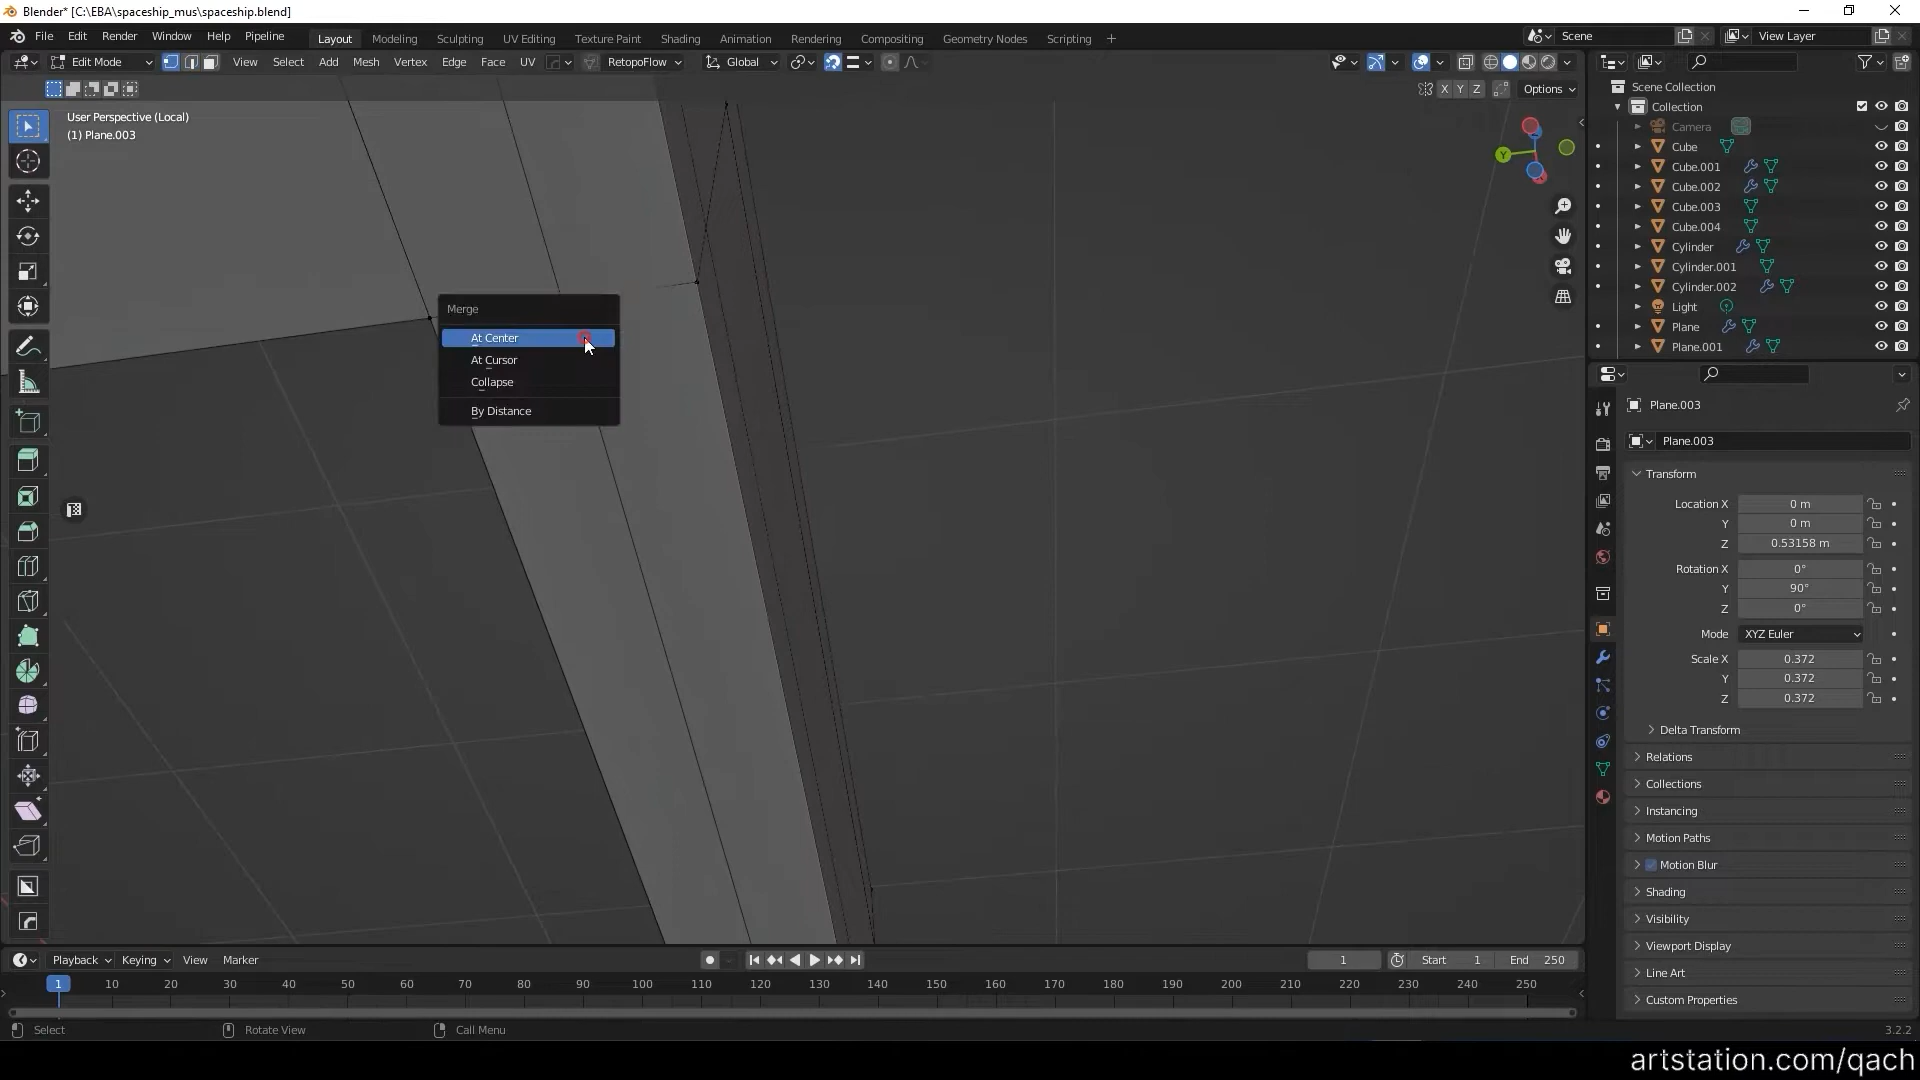 Blender* [C:\EBA\spaceship_mus\spaceship.blend]
File Edit Render Window Help Pipeline Layout Modeling Sculpting UV Editing Texture Paint Shading Animation Rendering Compositing Geometry Nodes Scripting + Scene View Layer
Edit Mode View Select Add Mesh Vertex Edge Face UV RetopoFlow Global
X Y Z Options
User Perspective (Local)
(1) Plane.003
Y
Merge
At Center
At Cursor
Collapse
By Distance
Scene Collection
Collection
Camera
Cube
Cube.001
Cube.002
Cube.003
Cube.004
Cylinder
Cylinder.001
Cylinder.002
Light
Plane
Plane.001
Plane.003
Plane.003
Transform
Location X 0 m
Y 0 m
Z 0.53158 m
Rotation X 0°
Y 90°
Z 0°
Mode XYZ Euler
Scale X 0.372
Y 0.372
Z 0.372
Delta Transform
Relations
Collections
Instancing
Motion Paths
Motion Blur
Shading
Visibility
Viewport Display
Line Art
Custom Properties
Playback Keying View Marker 1 Start 1 End 250
1 10 20 30 40 50 60 70 80 90 100 110 120 130 140 150 160 170 180 190 200 210 220 230 240 250
Select Rotate View Call Menu 3.2.2
artstation.com/qach